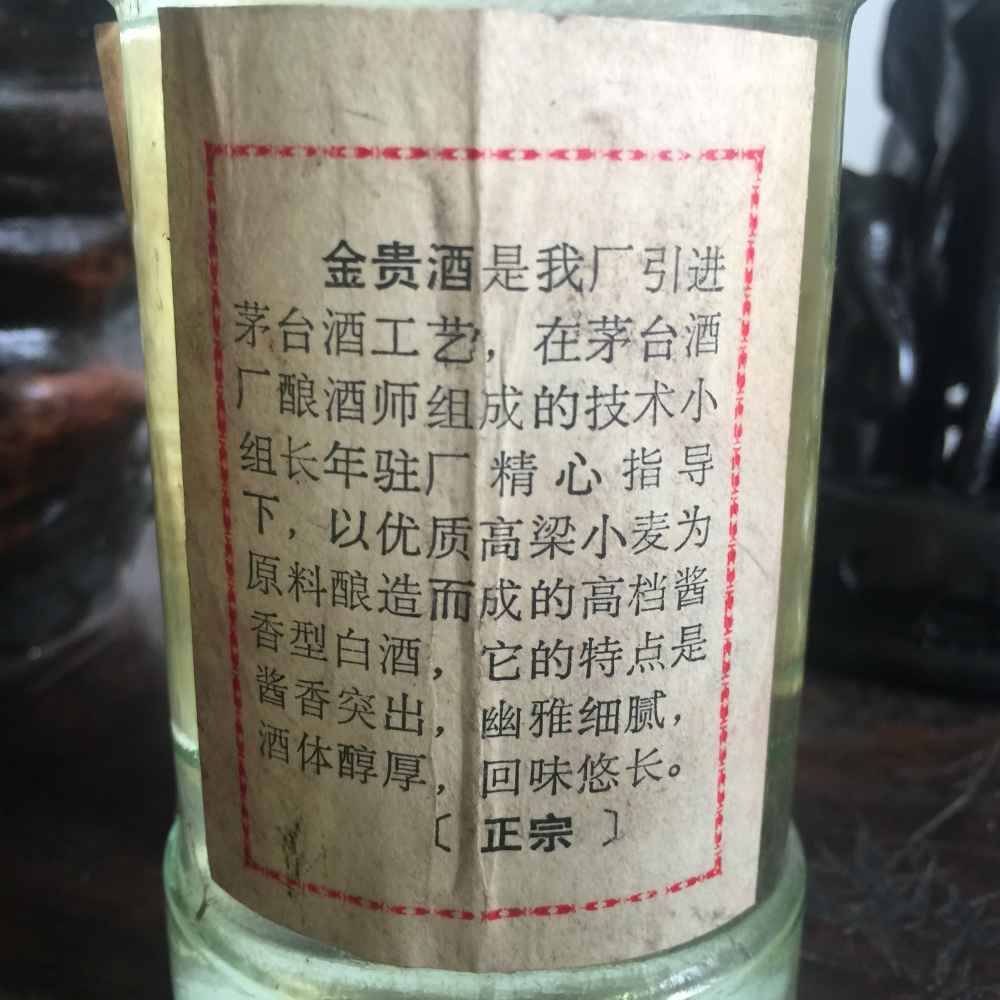 金贵酒是我厂引进
茅台酒工艺，在茅台酒
厂酿酒师组成的技术小
组长年驻厂精心指导
下，以优质高梁小麦为
原料酿造而成的高档酱
香型白酒，它的特点是
酱香突出，幽雅细腻，
酒体醇厚，回味悠长。
〔正宗〕